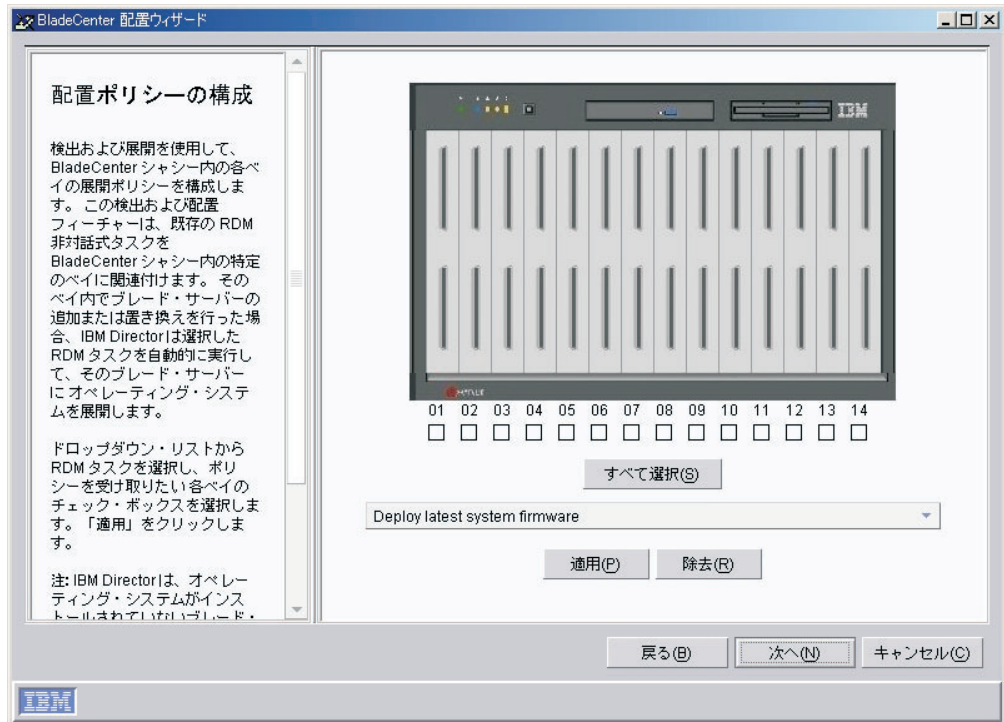 BladeCenter 配置ウィザード
配置ポリシーの構成
検出および展開を使用して、
BladeCenter シャシー内の各ベ
イの展開ポリシーを構成しま
す。 この検出および配置
フィーチャーは、既存の RDM
非対話式タスクを
BladeCenter シャシー内の特定
のベイに関連付けます。 その
ベイ内でブレード・サーバーの
追加または置き換えを行った場
合、IBM Directorは選択した
RDM タスクを自動的に実行し
て、そのブレード・サーバー
に オペレーティング・システ
ムを展開します。
ドロップダウン・リストから
RDM タスクを選択し、ポリ
シーを受け取りたい 各ベイの
チェック・ボックスを選択しま
す。「適用」をクリックしま
す。
注: IBM Directorは、オペレー
ティング・システムがインス
トールされていないブレード・
IBM
server
01 02 03 04 05 06 07 08 09 10 11 12 13 14
すべて選択(S)
Deploy latest system firmware
適用(P) 除去(R)
戻る(B) 次へ(N) キャンセル(C)
IBM